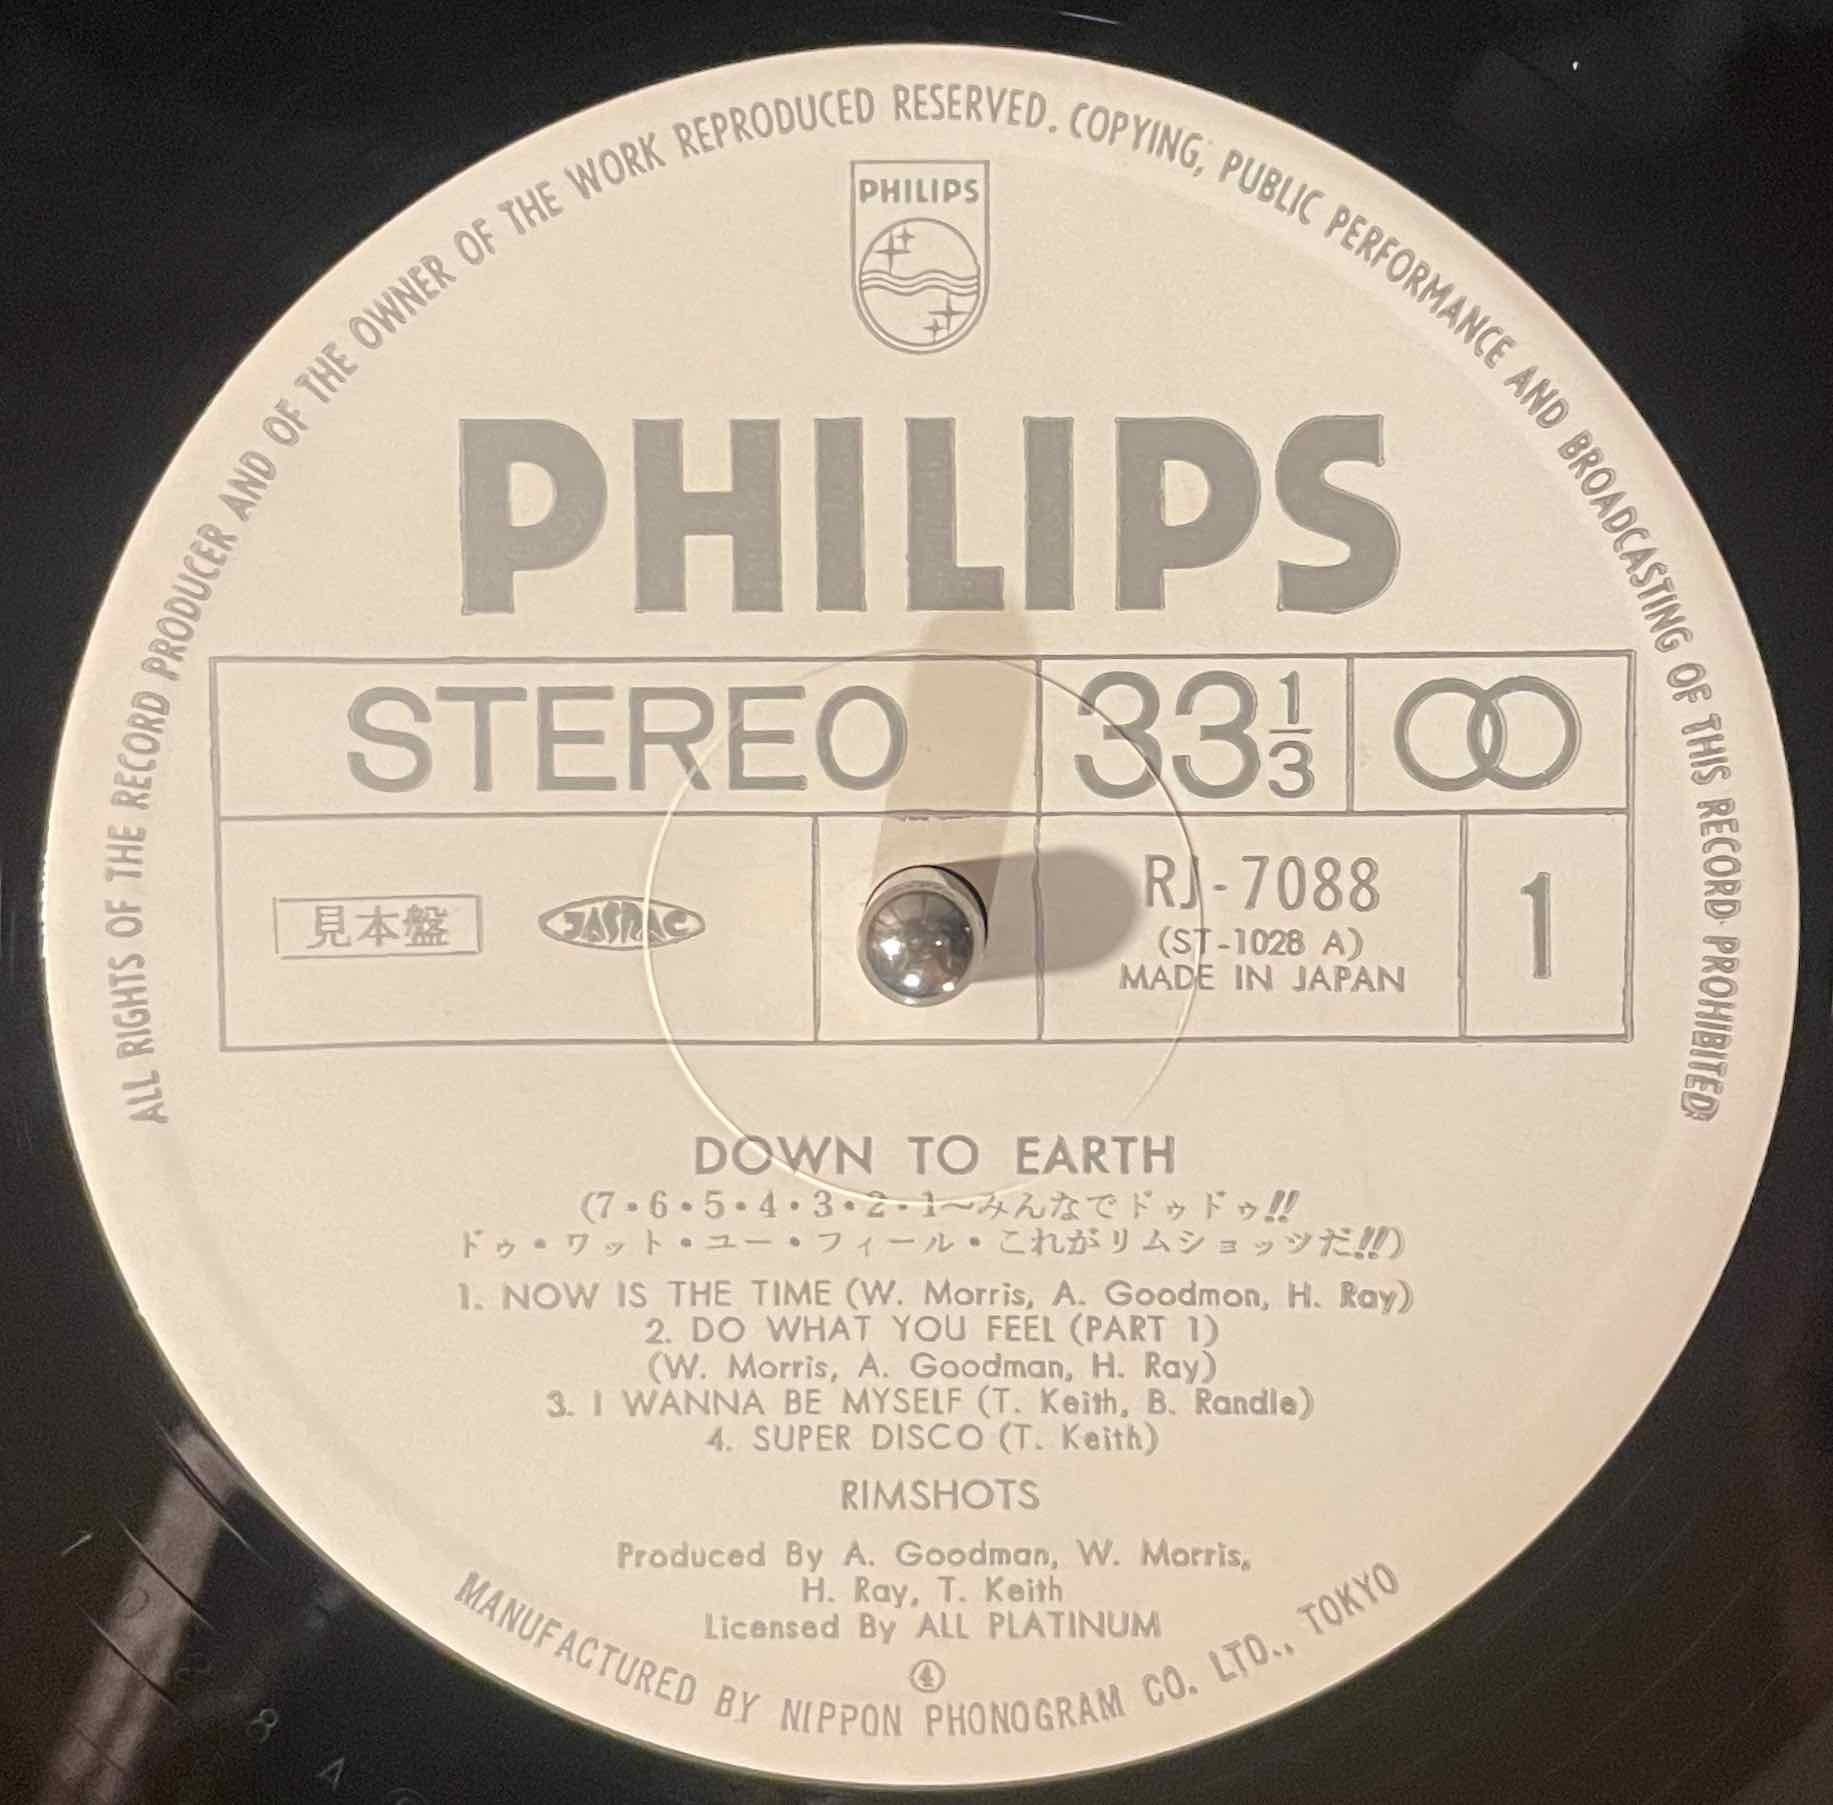 ALL RIGHTS OF THE RECORD PRODUCER AND OF THE OWNER OF THE WORK REPRODUCED RESERVED. COPYING, PUBLIC PERFORMANCE AND BROADCASTING OF THIS RECORD PROHIBITED
PHILIPS
PHILIPS
STEREO 33 1/3
見本盤 JASRAC RJ-7088 1
(ST-1028 A)
MADE IN JAPAN
DOWN TO EARTH
(7・6・5・4・3・2・1〜みんなでドゥドゥ!!
ドゥ・ワット・ユー・フィール・これがリムショッツだ!!)
1. NOW IS THE TIME (W. Morris, A. Goodmon, H. Ray)
2. DO WHAT YOU FEEL (PART 1)
(W. Morris, A. Goodman, H. Ray)
3. I WANNA BE MYSELF (T. Keith, B. Randle)
4. SUPER DISCO (T. Keith)
RIMSHOTS
Produced By A. Goodman, W. Morris,
H. Ray, T. Keith
Licensed By ALL PLATINUM
④
MANUFACTURED BY NIPPON PHONOGRAM CO. LTD., TOKYO